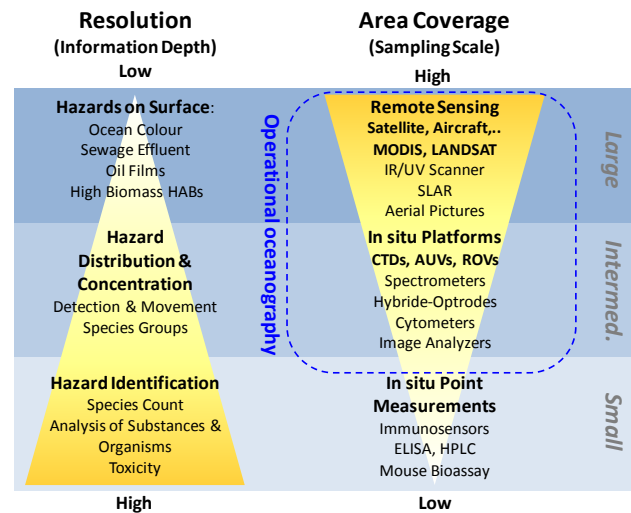 Resolution
(Information Depth)
Low
Hazards on Surface:
Ocean Colour
Sewage Effluent
Oil Films
High Biomass HABs
Hazard
Distribution &
Concentration
Detection & Movement
Species Groups
Hazard Identification
Species Count
Analysis of Substances &
Organisms
Toxicity
High
Operational oceanography
Area Coverage
(Sampling Scale)
High
Remote Sensing
Satellite, Aircraft,..
MODIS, LANDSAT
IR/UV Scanner
SLAR
Aerial Pictures
In situ Platforms
CTDs, AUVs, ROVs
Spectrometers
Hybride-Optrodes
Cytometers
Image Analyzers
In situ Point
Measurements
Immunosensors
ELISA, HPLC
Mouse Bioassay
Low
Large
Intermed.
Small